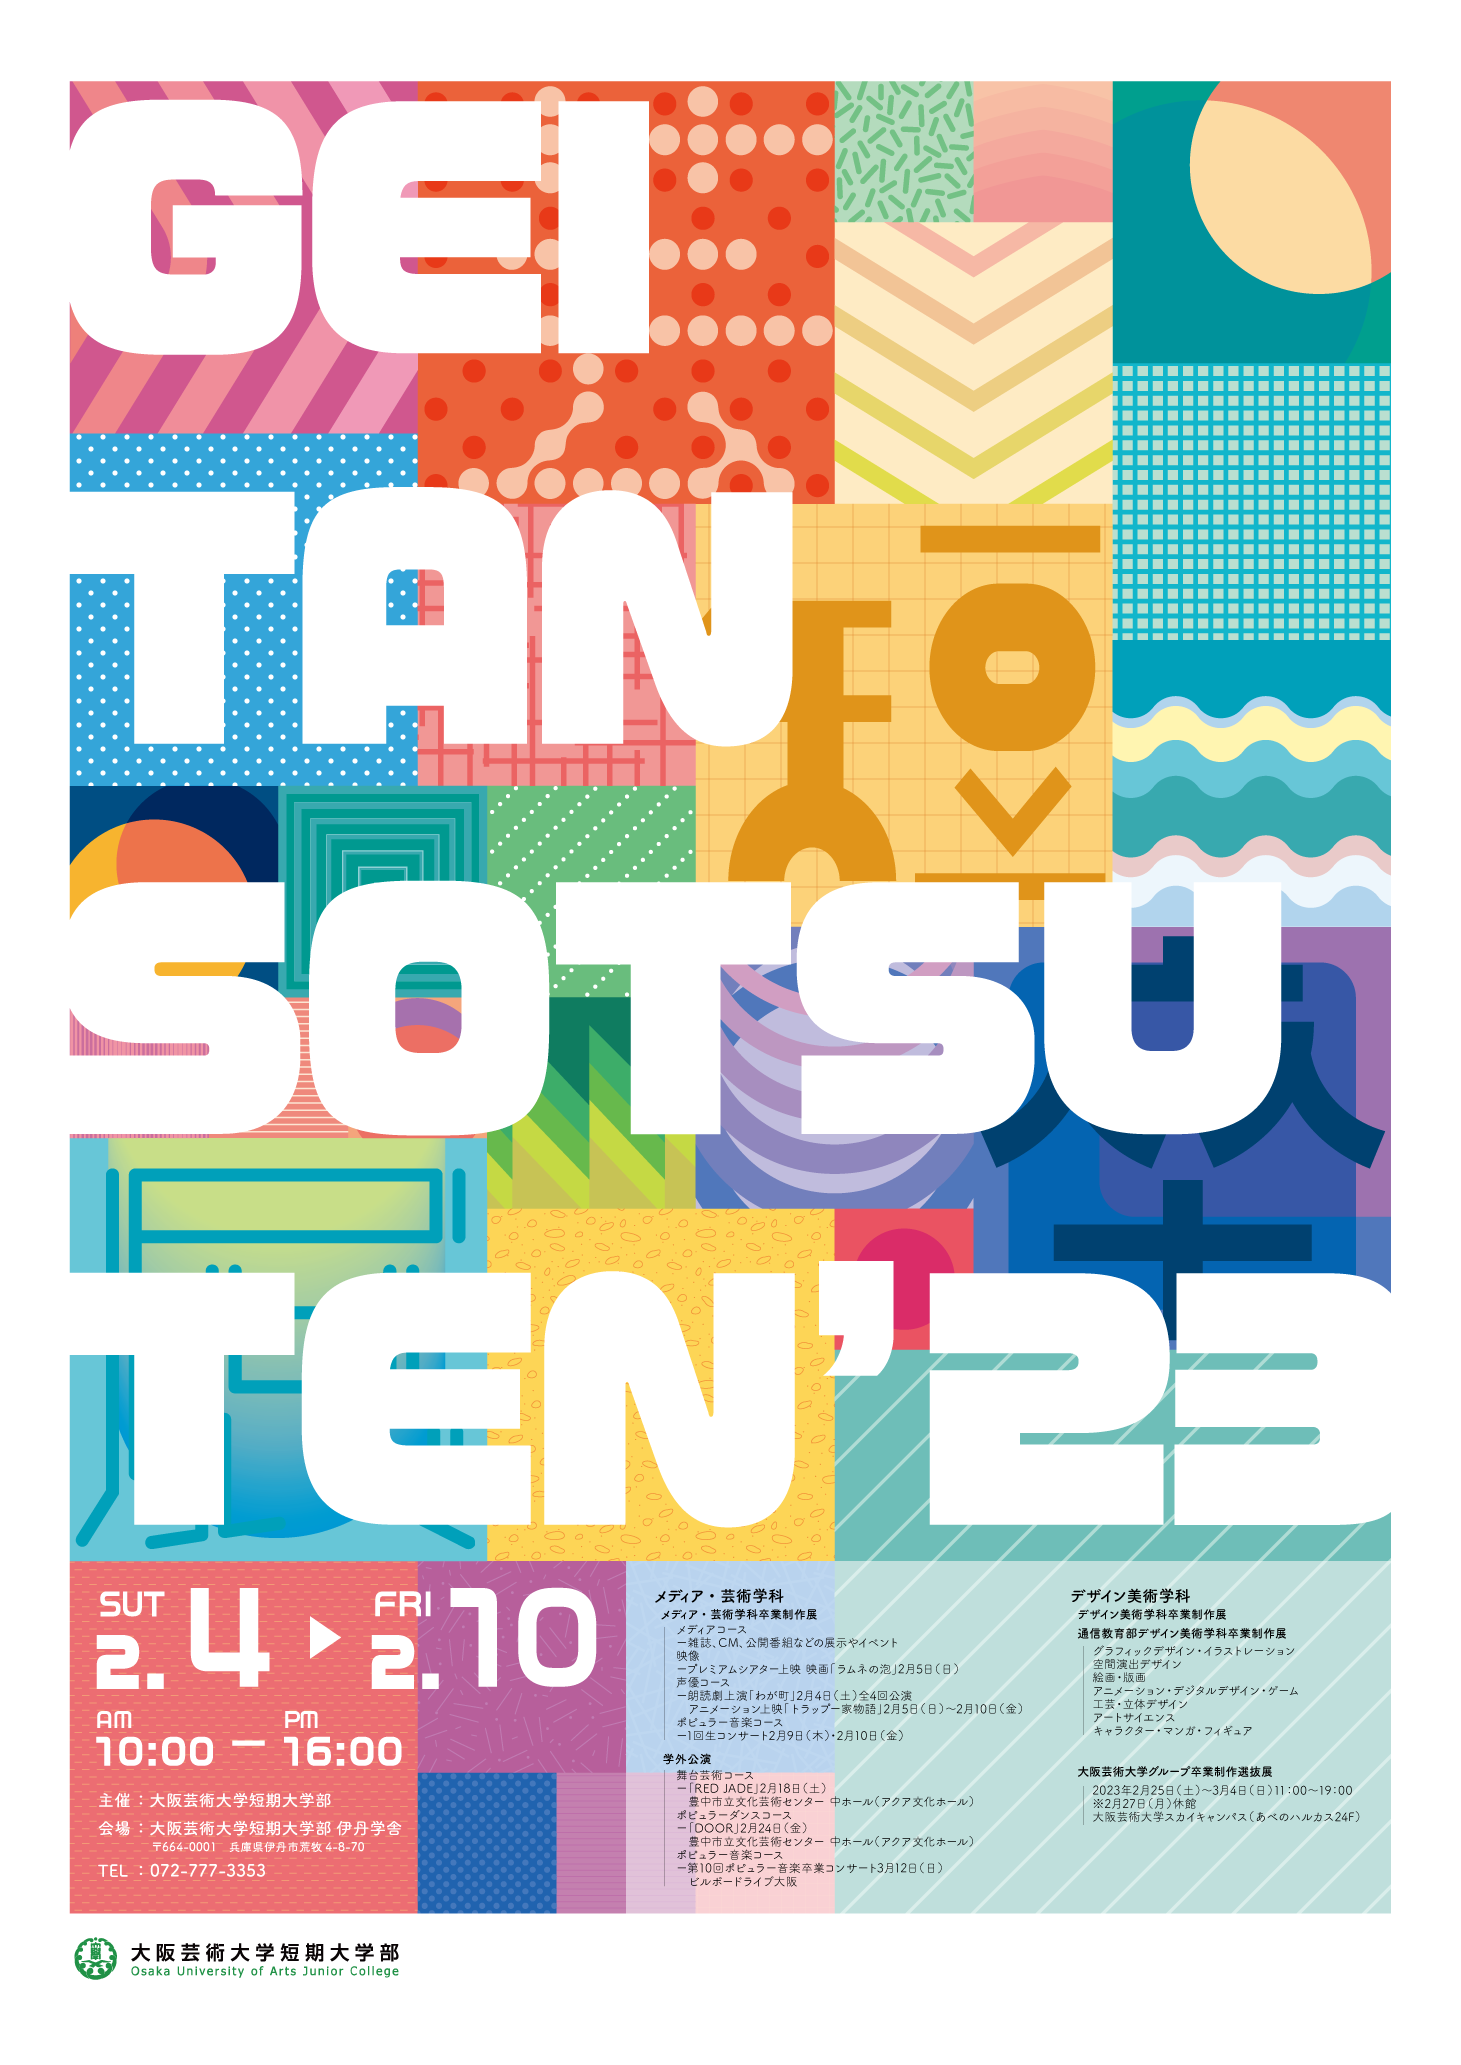 GEI
TAN
SOTSU
TEN’23
芸
短
卒
展
SUT 2.4 ▶ FRI 2.10
AM 10:00 — PM 16:00
主催 : 大阪芸術大学短期大学部
会場 : 大阪芸術大学短期大学部 伊丹学舎
〒664-0001 兵庫県伊丹市荒牧 4-8-70
TEL : 072-777-3353
メディア・芸術学科
メディア・芸術学科卒業制作展
メディアコース
ー雑誌、CM、公開番組などの展示やイベント
映像
ープレミアムシアター上映 映画「ラムネの泡」2月5日(日)
声優コース
ー朗読劇上演「わが町」2月4日(土)全4回公演
アニメーション上映「トラップ一家物語」2月5日(日)〜2月10日(金)
ポピュラー音楽コース
ー1回生コンサート2月9日(木)・2月10日(金)
学外公演
舞台芸術コース
ー「RED JADE」2月18日(土)
豊中市立文化芸術センター 中ホール(アクア文化ホール)
ポピュラーダンスコース
ー「DOOR」2月24日(金)
豊中市立文化芸術センター 中ホール(アクア文化ホール)
ポピュラー音楽コース
ー第10回ポピュラー音楽卒業コンサート3月12日(日)
ビルボードライブ大阪
デザイン美術学科
デザイン美術学科卒業制作展
通信教育部デザイン美術学科卒業制作展
グラフィックデザイン・イラストレーション
空間演出デザイン
絵画・版画
アニメーション・デジタルデザイン・ゲーム
工芸・立体デザイン
アートサイエンス
キャラクター・マンガ・フィギュア
大阪芸術大学グループ卒業制作選抜展
2023年2月25日(土)〜3月4日(日)11:00〜19:00
※2月27日(月)休館
大阪芸術大学スカイキャンパス(あべのハルカス24F)
大阪芸術大学短期大学部
Osaka University of Arts Junior College